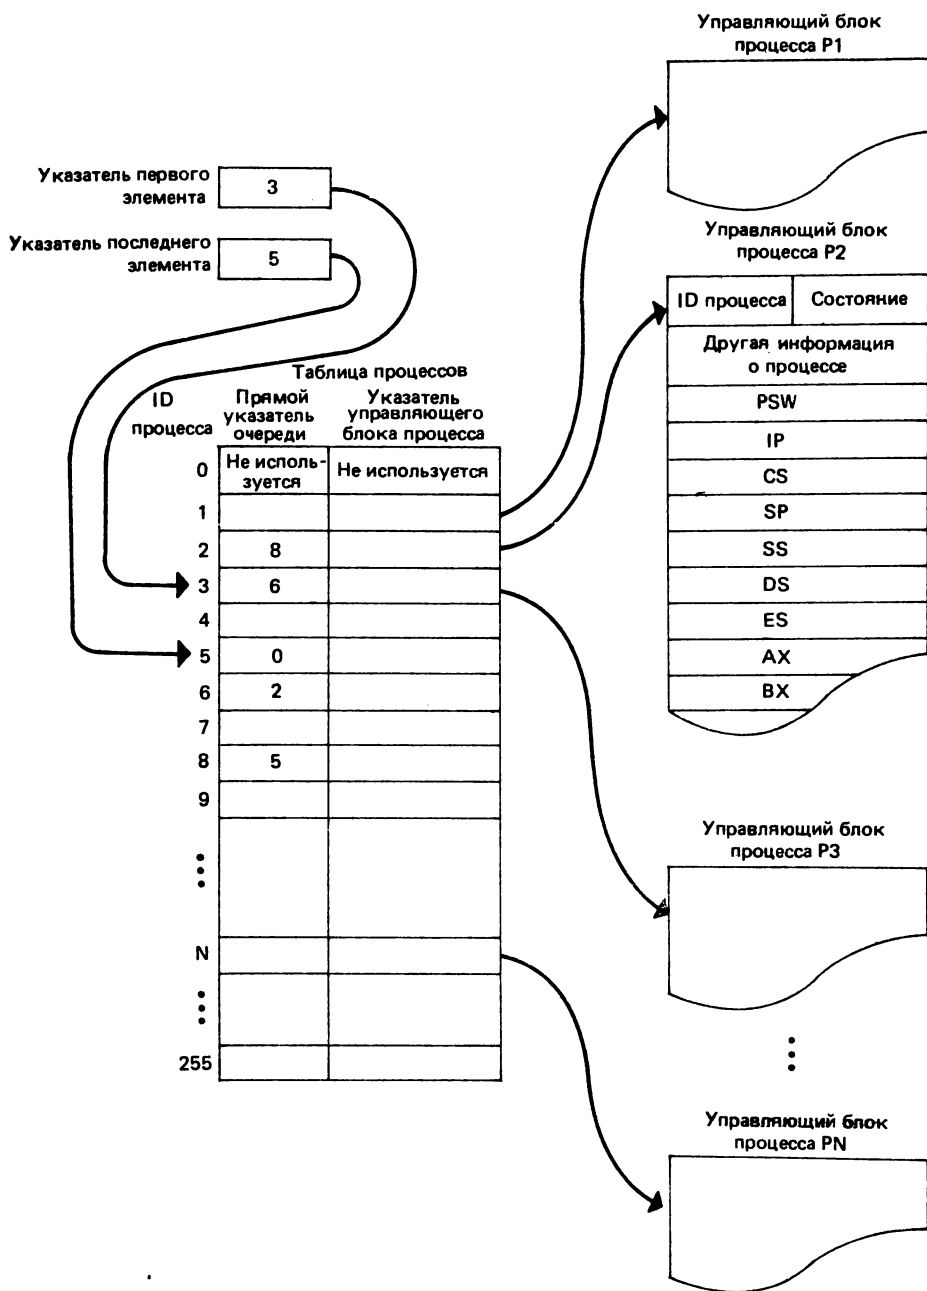 Управляющий блок
процесса P1
Указатель первого
элемента
3
Указатель последнего
элемента
5
Управляющий блок
процесса P2
ID процесса
Состояние
Другая информация
о процессе
PSW
IP
CS
SP
SS
DS
ES
AX
BX
Таблица процессов
ID
процесса
Прямой
указатель
очереди
Указатель
управляющего
блока процесса
0
Не исполь-
зуется
Не используется
1
2
8
3
6
4
5
0
6
2
7
8
5
9
N
255
Управляющий блок
процесса P3
Управляющий блок
процесса PN